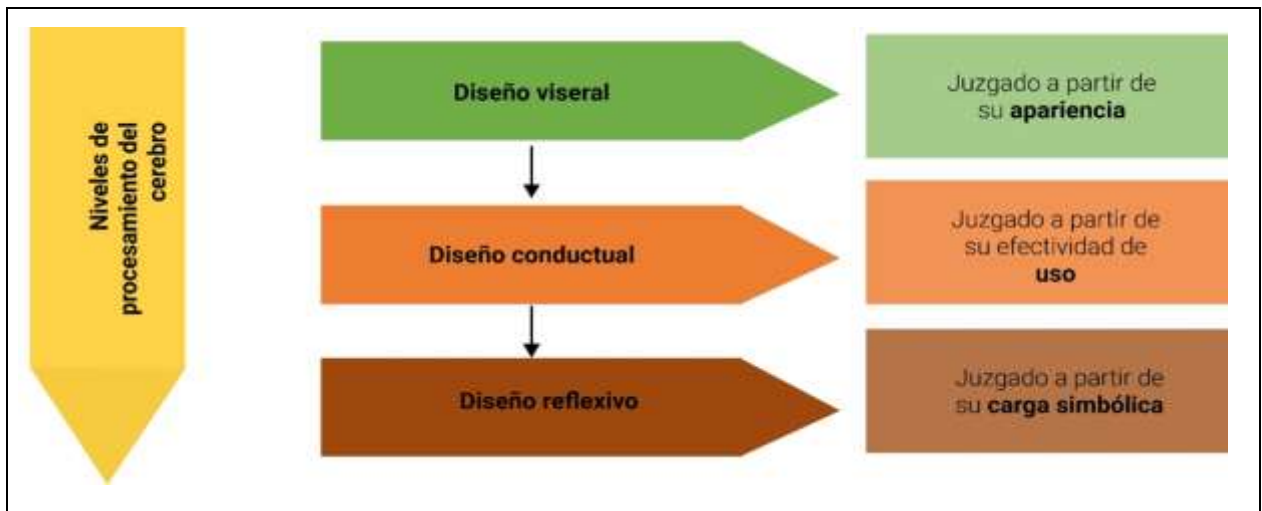 Niveles de
procesamiento del
cerebro
Diseño viseral
Juzgado a partir de
su apariencia
Diseño conductual
Juzgado a partir de
su efectividad de
uso
Diseño reflexivo
Juzgado a partir de
su carga simbólica